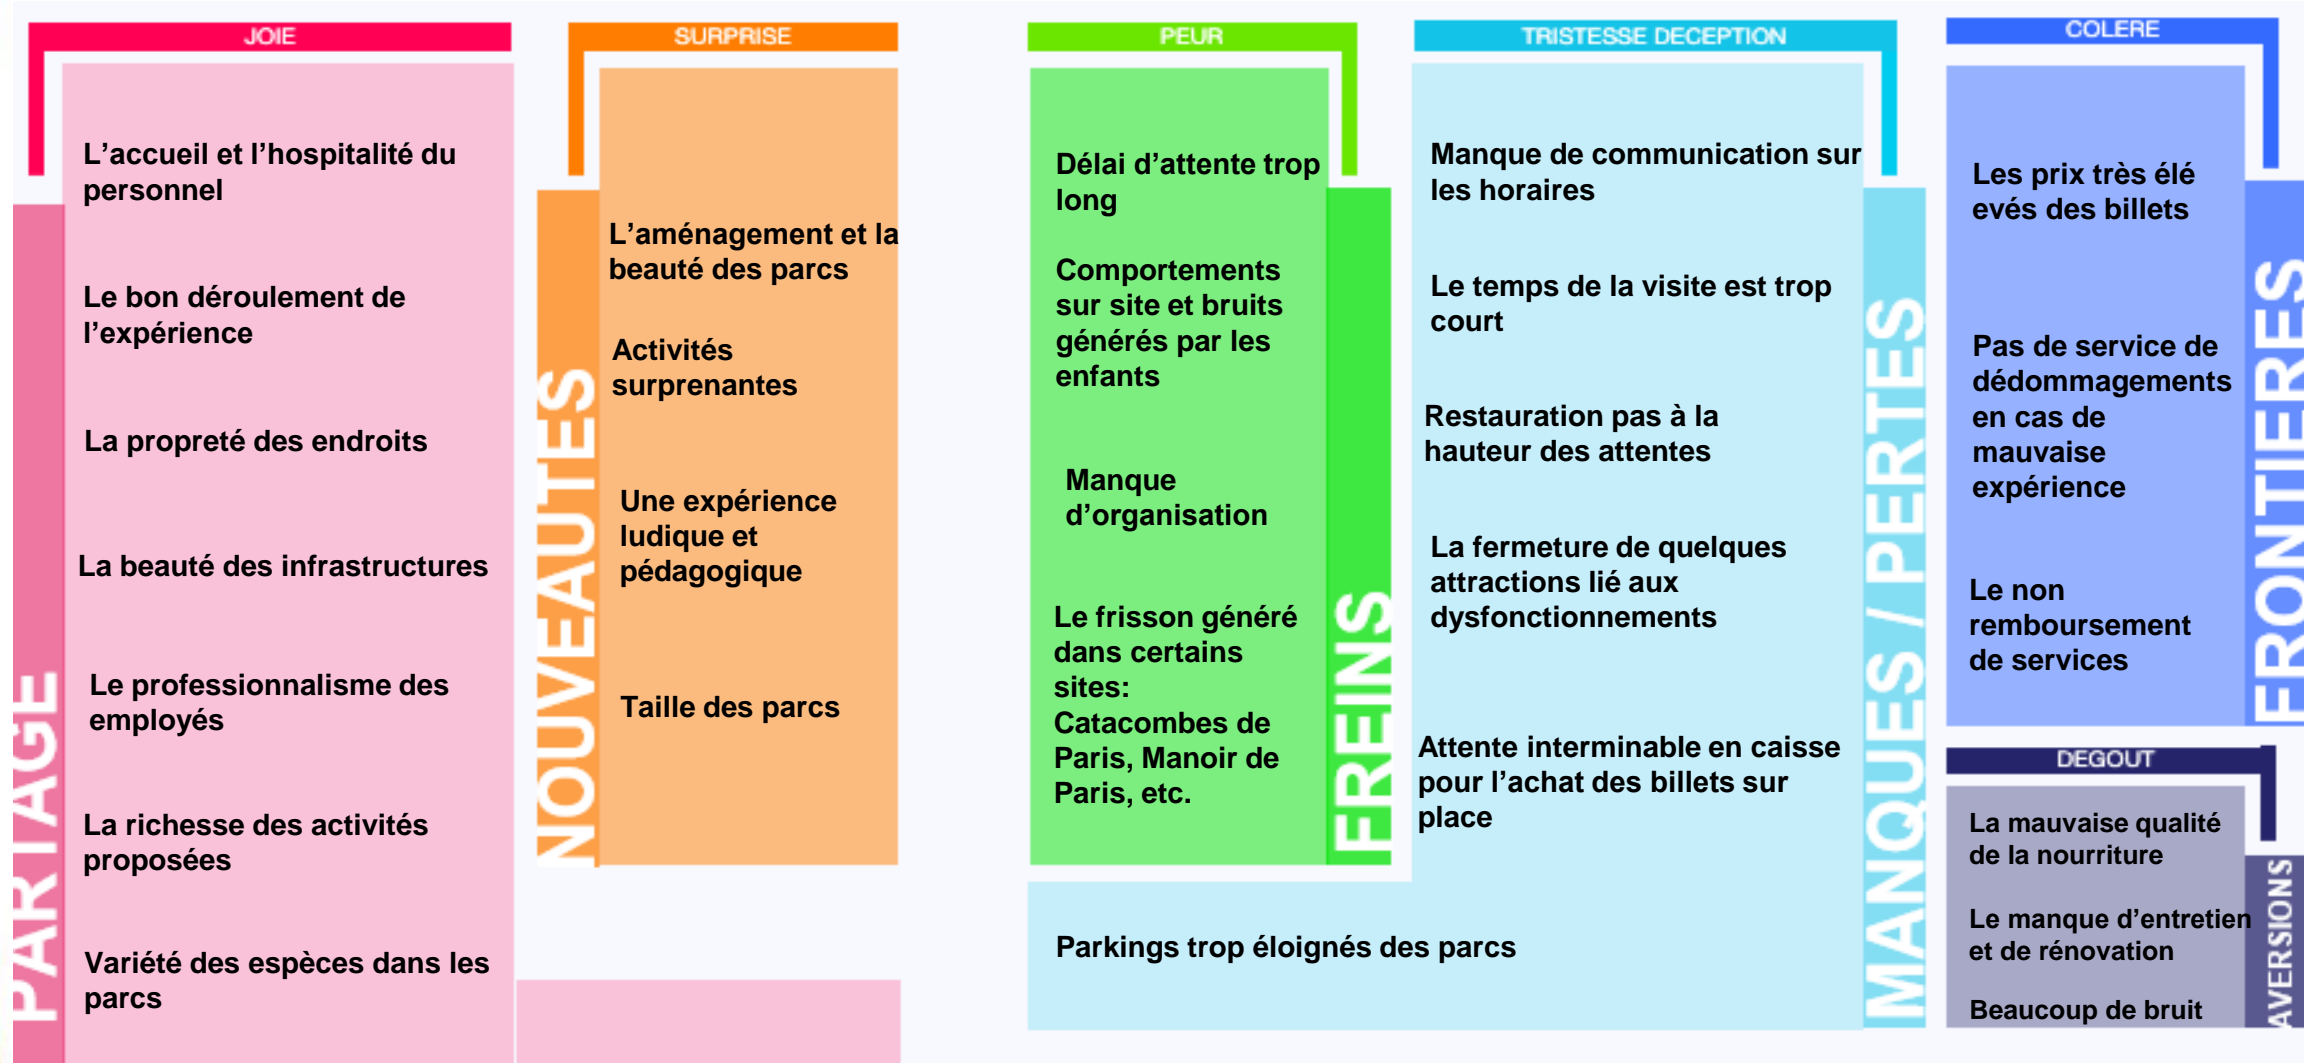 JOIE
L’accueil et l’hospitalité du
personnel
Le bon déroulement de
l’expérience
La propreté des endroits
La beauté des infrastructures
Le professionnalisme des
employés
La richesse des activités
proposées
Variété des espèces dans les
parcs
PARTAGE
SURPRISE
L’aménagement et la
beauté des parcs
Activités
surprenantes
Une expérience
ludique et
pédagogique
Taille des parcs
NOUVEAUTES
PEUR
Délai d’attente trop
long
Comportements
sur site et bruits
générés par les
enfants
Manque
d’organisation
Le frisson généré
dans certains
sites:
Catacombes de
Paris, Manoir de
Paris, etc.
FREINS
TRISTESSE DECEPTION
Manque de communication sur
les horaires
Le temps de la visite est trop
court
Restauration pas à la
hauteur des attentes
La fermeture de quelques
attractions lié aux
dysfonctionnements
Attente interminable en caisse
pour l’achat des billets sur
place
Parkings trop éloignés des parcs
MANQUES / PERTES
COLERE
Les prix très élé
evés des billets
Pas de service de
dédommagements
en cas de
mauvaise
expérience
Le non
remboursement
de services
FRONTIERES
DEGOUT
La mauvaise qualité
de la nourriture
Le manque d’entretien
et de rénovation
Beaucoup de bruit
AVERSIONS